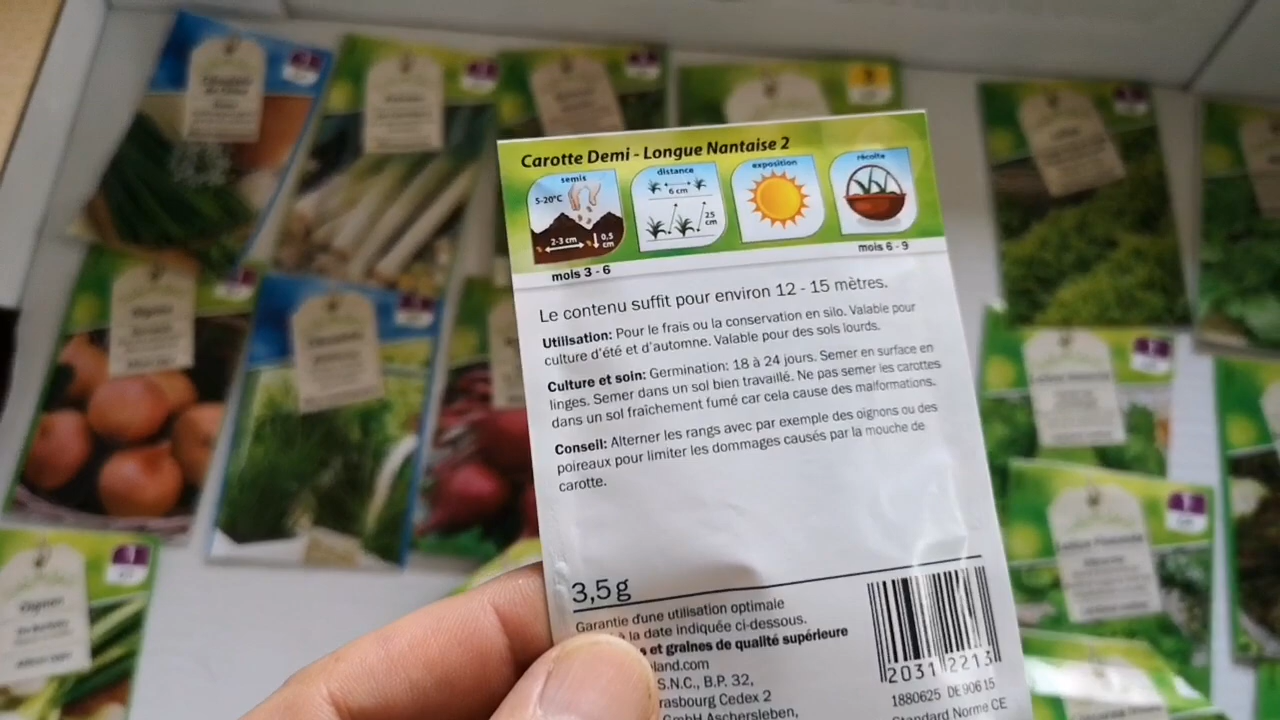 Carotte Demi - Longue Nantaise 2
semis
distance
exposition
récolte
5-20°C
6 cm
2-3 cm
0,5
cm
25
cm
mois 3 - 6
mois 6 - 9
Le contenu suffit pour environ 12 - 15 mètres.
Utilisation: Pour le frais ou la conservation en silo. Valable pour
culture d'été et d'automne. Valable pour des sols lourds.
Culture et soin: Germination: 18 à 24 jours. Semer en surface en
linges. Semer dans un sol bien travaillé. Ne pas semer les carottes
dans un sol fraîchement fumé car cela cause des malformations.
Conseil: Alterner les rangs avec par exemple des oignons ou des
poireaux pour limiter les dommages causés par la mouche de
carotte.
3,5g
Garantie d'une utilisation optimale
à la date indiquée ci-dessous.
et graines de qualité supérieure
land.com
S.N.C., B.P. 32,
rasbourg Cedex 2
GmbH Aschersleben,
20312213
1880625 DE90615
Standard Norme CE